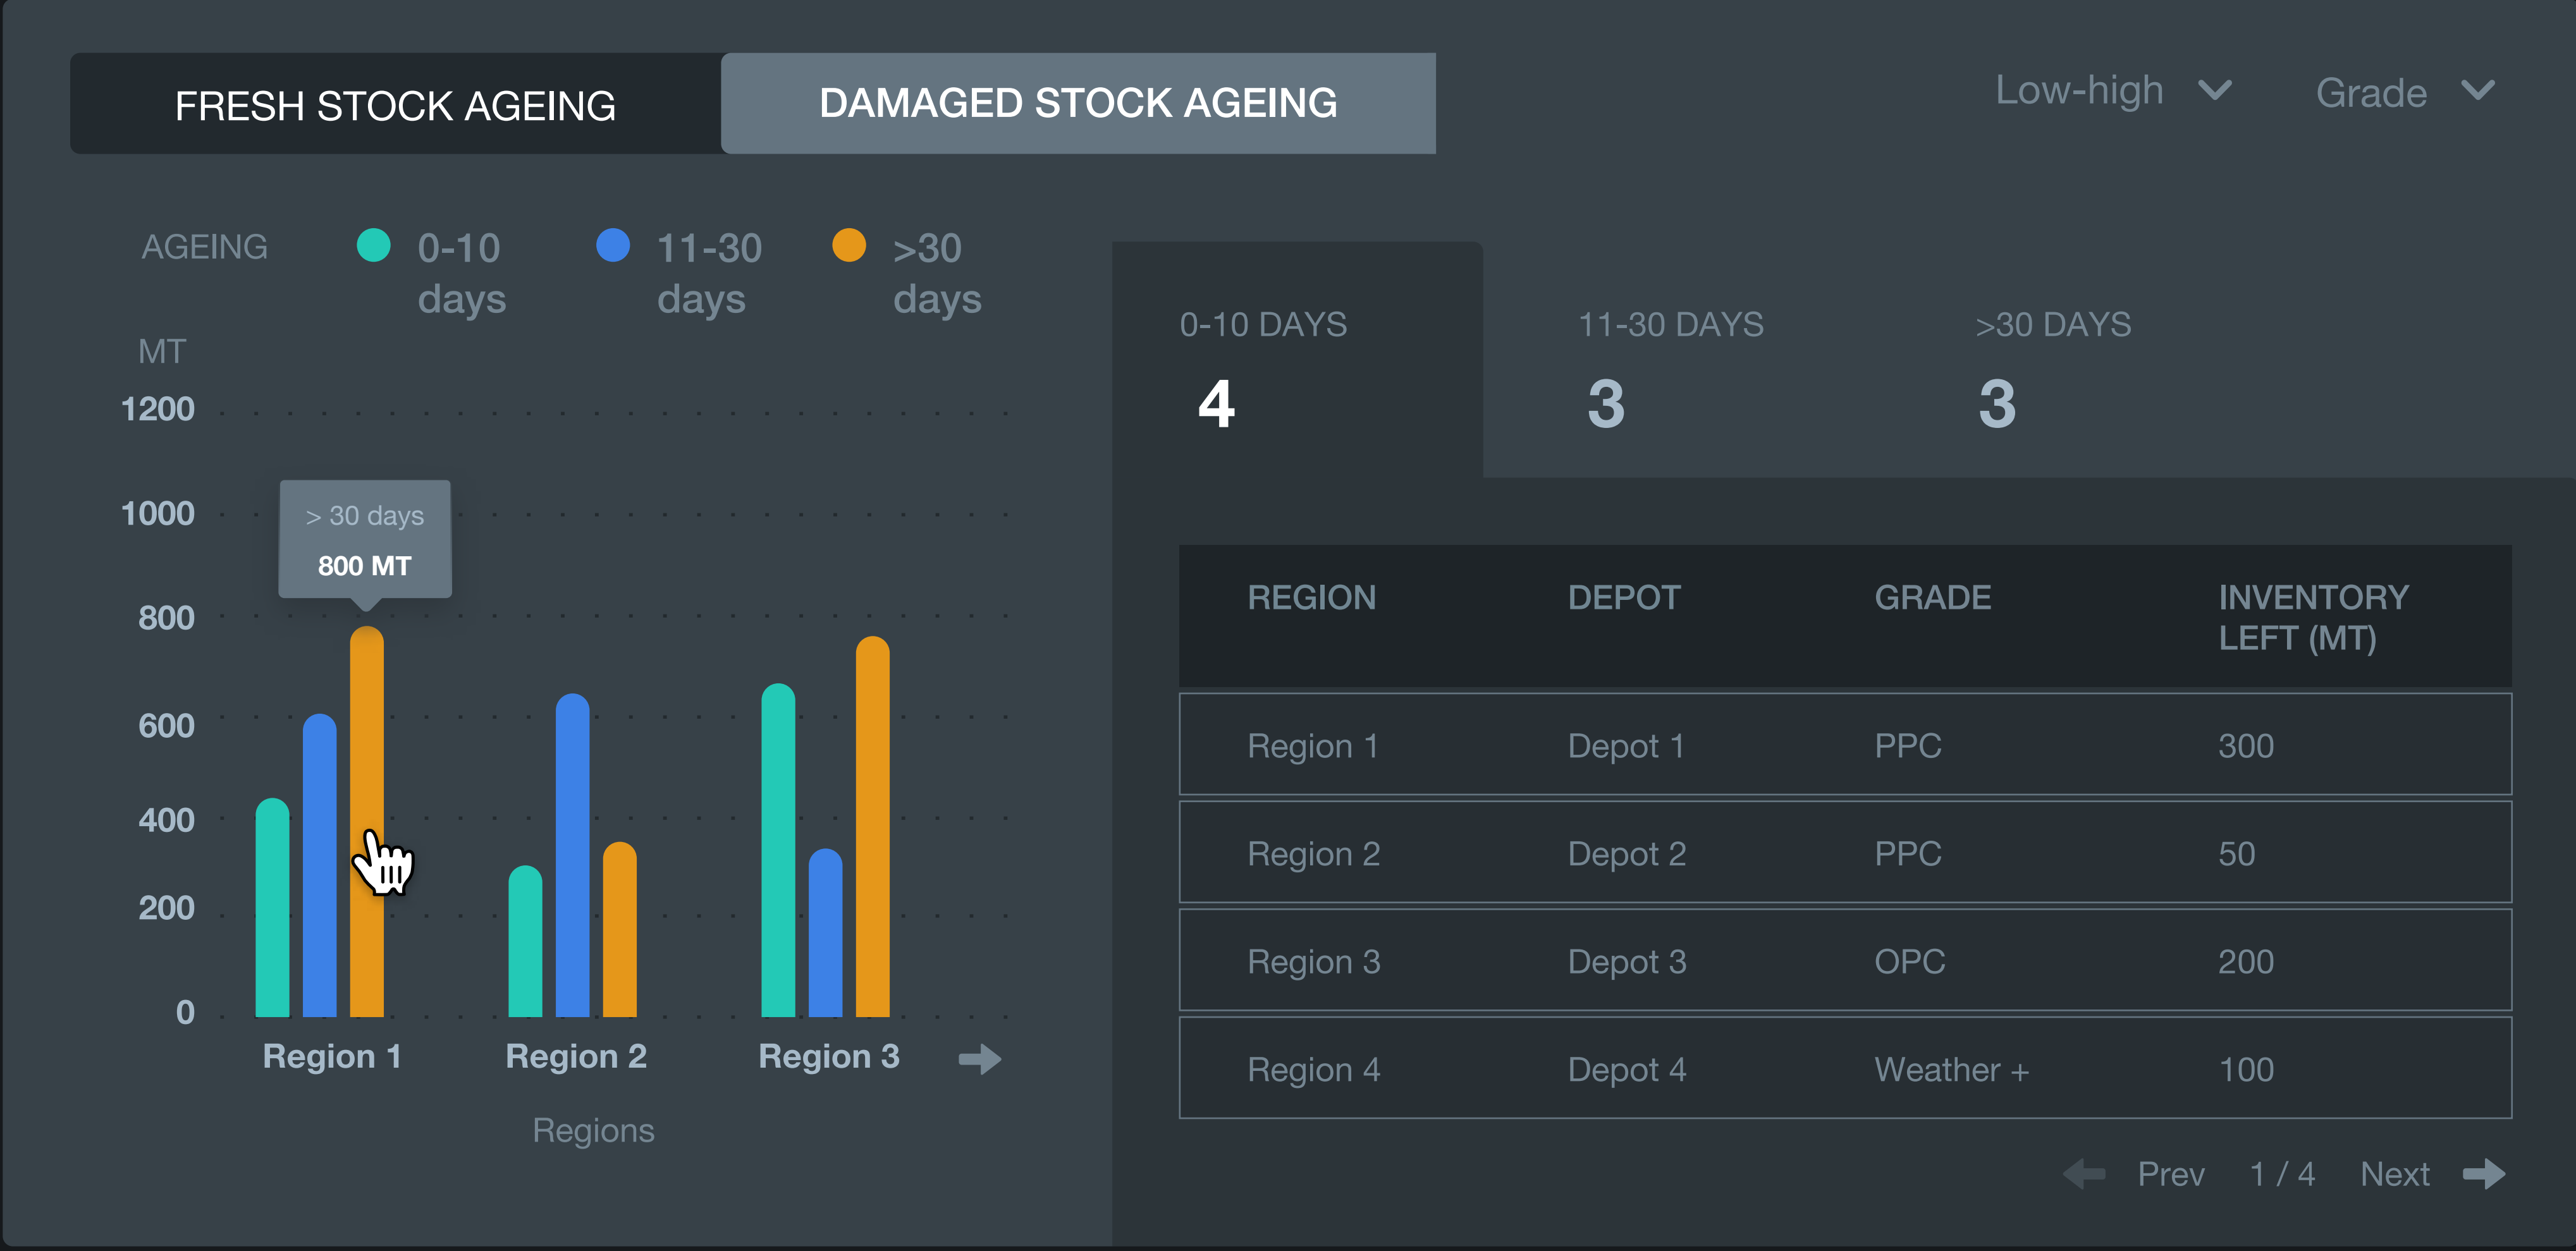 FRESH STOCK AGEING
DAMAGED STOCK AGEING
Low-high
Grade
AGEING
0-10
days
11-30
days
>30
days
MT
1200
1000
800
600
400
200
0
> 30 days
800 MT
Region 1
Region 2
Region 3
Regions
0-10 DAYS
4
11-30 DAYS
3
>30 DAYS
3
REGION
DEPOT
GRADE
INVENTORY
LEFT (MT)
Region 1
Depot 1
PPC
300
Region 2
Depot 2
PPC
50
Region 3
Depot 3
OPC
200
Region 4
Depot 4
Weather +
100
Prev
1 / 4
Next